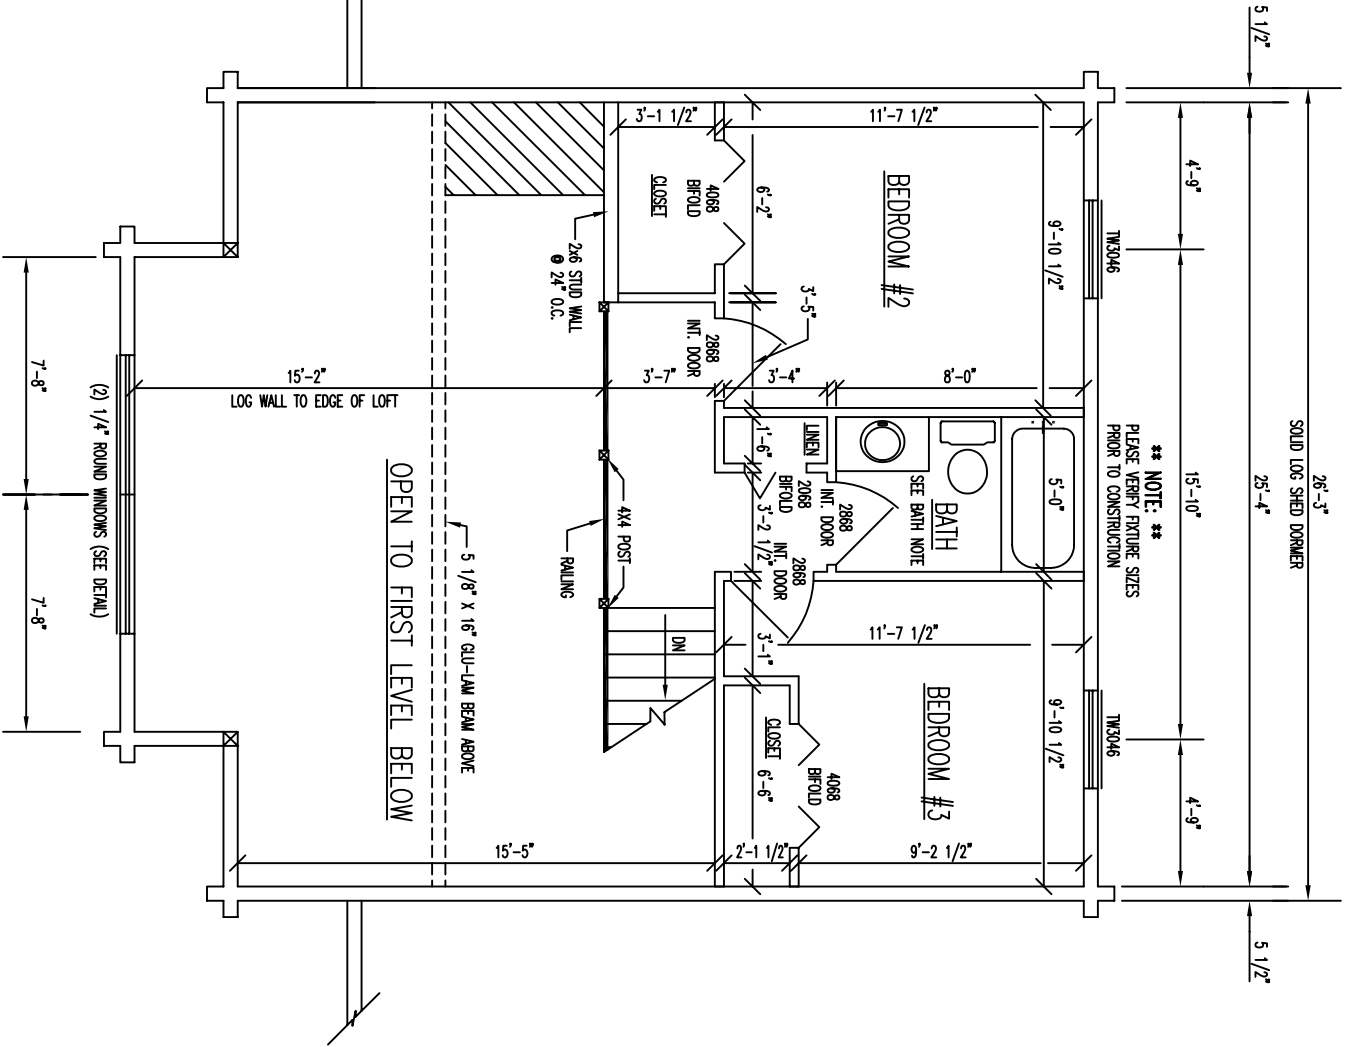 26'-3"
SOLID LOG SHED DORMER
5 1/2"
25'-4"
5 1/2"
4'-9"
15'-10"
4'-9"
** NOTE: **
PLEASE VERIFY FIXTURE SIZES
PRIOR TO CONSTRUCTION
TW3046
TW3046
9'-10 1/2"
5'-0"
9'-10 1/2"
11'-7 1/2"
BEDROOM #2
8'-0"
BATH
SEE BATH NOTE
11'-7 1/2"
BEDROOM #3
9'-2 1/2"
2868
INT. DOOR
LINEN
2068
BIFOLD
2868
INT. DOOR
4068
BIFOLD
3'-5"
3'-4"
6'-2"
1'-6"
3'-2 1/2"
3'-1"
CLOSET
6'-6"
2'-1 1/2"
3'-1 1/2"
4068
BIFOLD
CLOSET
2868
INT. DOOR
3'-7"
DN
2x6 STUD WALL
@ 24" O.C.
4X4 POST
RAILING
5 1/8" X 16" GLU-LAM BEAM ABOVE
15'-2"
LOG WALL TO EDGE OF LOFT
OPEN TO FIRST LEVEL BELOW
15'-5"
(2) 1/4" ROUND WINDOWS (SEE DETAIL)
7'-8"
7'-8"